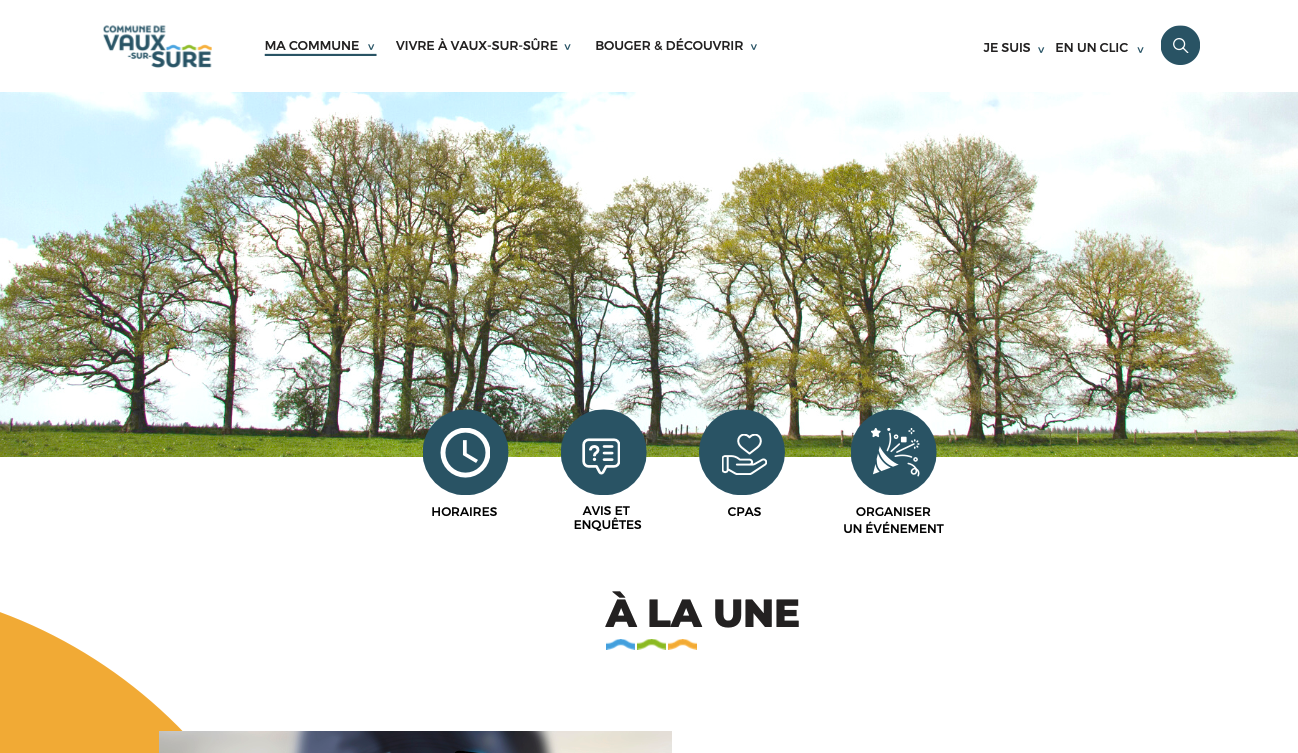 COMMUNE DE
VAUX
-SUR-
SÛRE
MA COMMUNE v
VIVRE À VAUX-SUR-SÛRE v
BOUGER & DÉCOUVRIR v
JE SUIS v
EN UN CLIC v
HORAIRES
?
AVIS ET
ENQUÊTES
CPAS
ORGANISER
UN ÉVÉNEMENT
À LA UNE